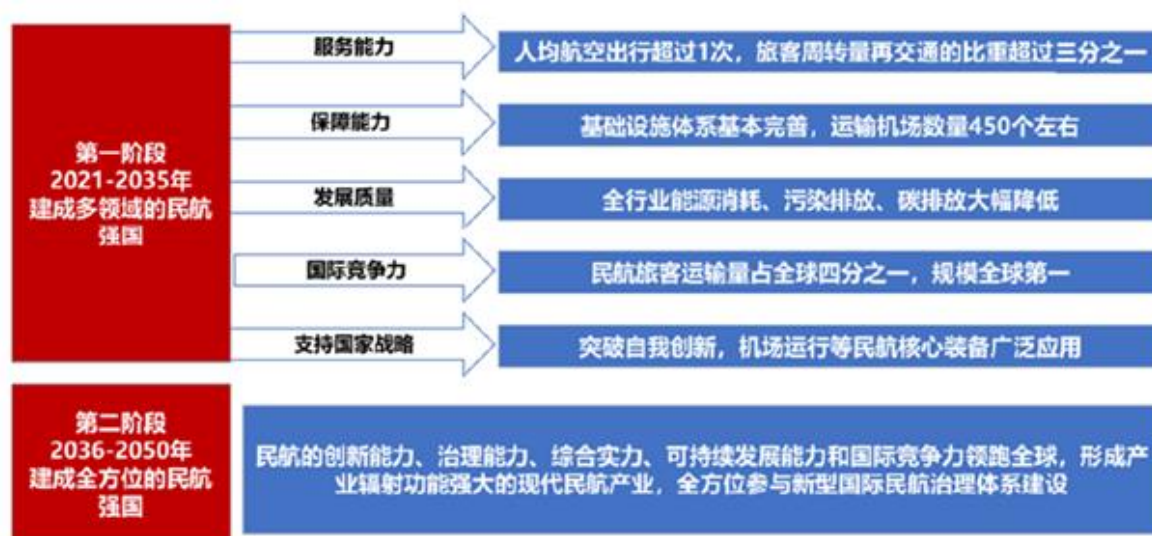 第一阶段
2021-2035年
建成多领域的民航
强国
服务能力
人均航空出行超过1次，旅客周转量再交通的比重超过三分之一
保障能力
基础设施体系基本完善，运输机场数量450个左右
发展质量
全行业能源消耗、污染排放、碳排放大幅降低
国际竞争力
民航旅客运输量占全球四分之一，规模全球第一
支持国家战略
突破自我创新，机场运行等民航核心装备广泛应用
第二阶段
2036-2050年
建成全方位的民航
强国
民航的创新能力、治理能力、综合实力、可持续发展能力和国际竞争力领跑全球，形成产
业辐射功能强大的现代民航产业，全方位参与新型国际民航治理体系建设